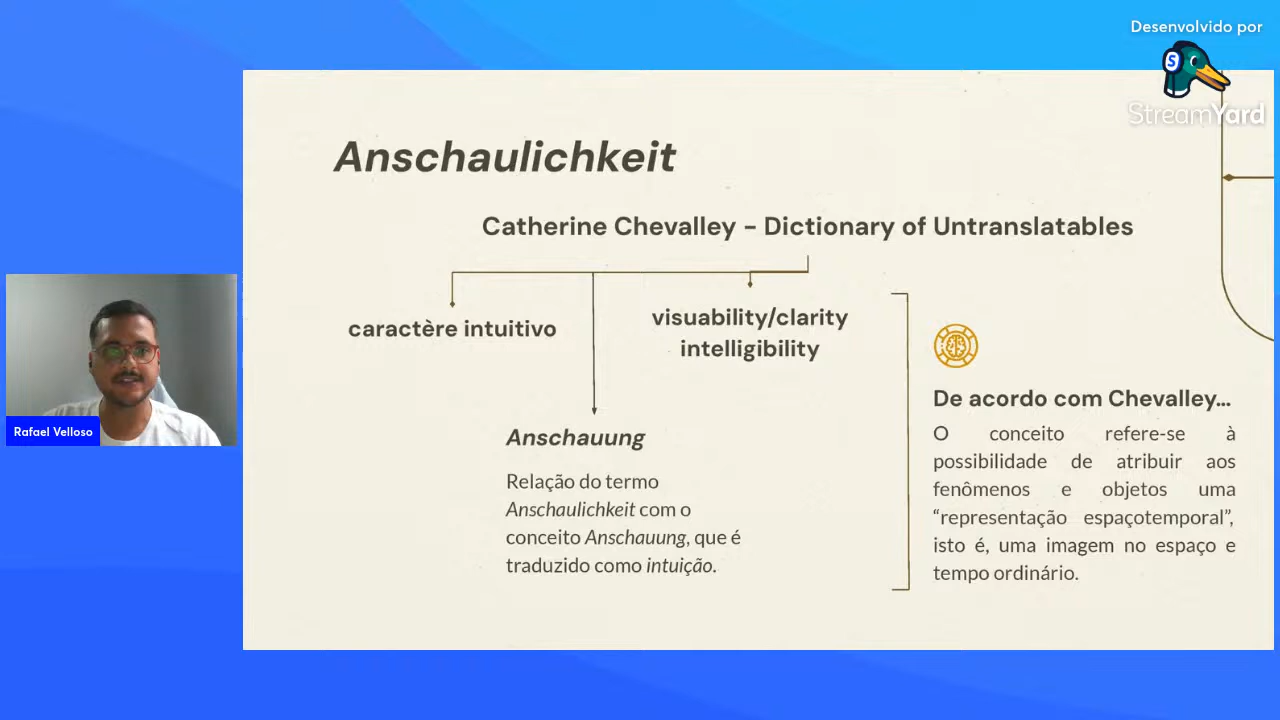 Desenvolvido por
StreamYard
Anschaulichkeit
Catherine Chevalley - Dictionary of Untranslatables
caractère intuitivo
visuability/clarity
intelligibility
Anschauung
Relação do termo
Anschaulichkeit com o
conceito Anschauung, que é
traduzido como intuição.
De acordo com Chevalley...
O conceito refere-se à
possibilidade de atribuir aos
fenômenos e objetos uma
“representação espaçotemporal”,
isto é, uma imagem no espaço e
tempo ordinário.
Rafael Velloso